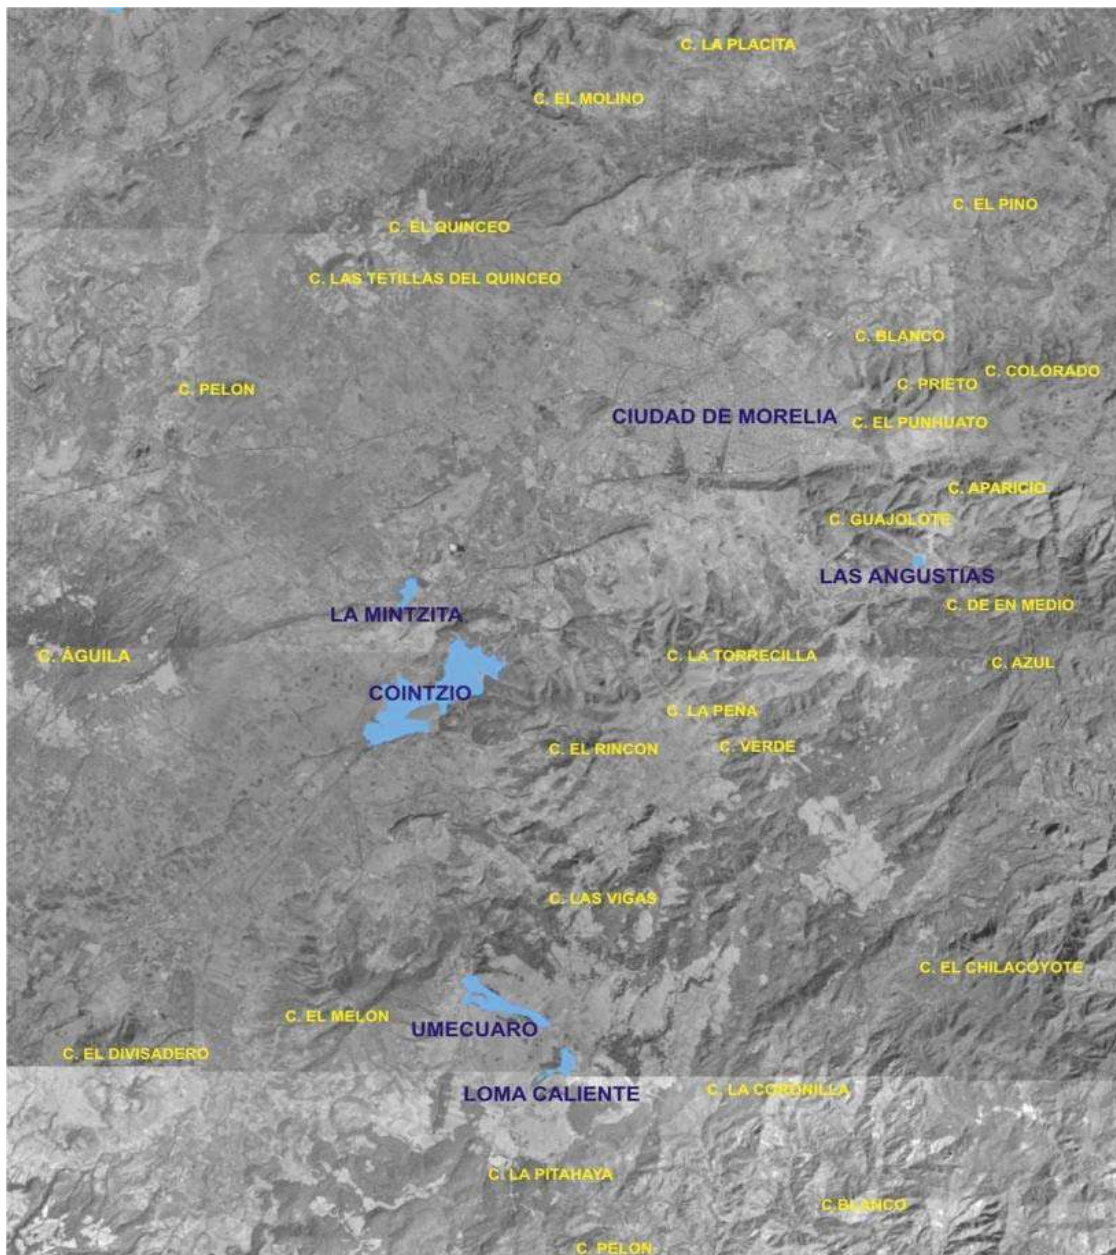 C. LA PLACITA
C. EL MOLINO
C. EL PINO
C. EL QUINCEO
C. LAS TETILLAS DEL QUINCEO
C. BLANCO
C. COLORADO
C. PRIETO
C. PELON
CIUDAD DE MORELIA
C. EL PUNHUATO
C. APARICIO
C. GUAJOLOTE
LAS ANGUSTIAS
C. DE EN MEDIO
LA MINTZITA
C. ÁGUILA
C. LA TORRECILLA
C. AZUL
COINTZIO
C. LA PEÑA
C. EL RINCON
C. VERDE
C. LAS VIGAS
C. EL CHILACOYOTE
C. EL MELON
UMECUARO
C. EL DIVISADERO
LOMA CALIENTE
C. LA CORONILLA
C. LA PITAHAYA
C.BLANCO
C. PELON